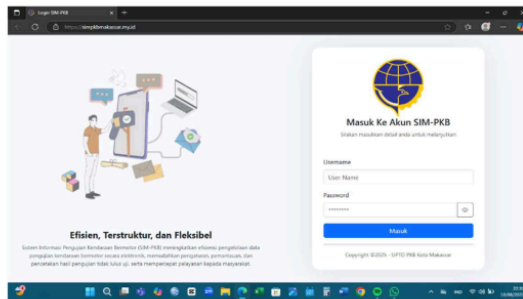 Login SIM-PKB
https://simpkbmakassar.my.id
Masuk Ke Akun SIM-PKB
Silakan masukkan detail anda untuk melanjutkan
Username
User Name
Password
Masuk
Efisien, Terstruktur, dan Fleksibel
Sistem Informasi Pengujian Kendaraan Bermotor (SIM-PKB) meningkatkan efisiensi pengelolaan data
pengujian kendaraan bermotor secara elektronik, memudahkan pengaturan, pemantauan, dan
percetakan hasil pengujian tidak lulus uji, serta mempercepat pelayanan kepada masyarakat.
Copyright ©2025 - UPTD PKB Kota Makassar